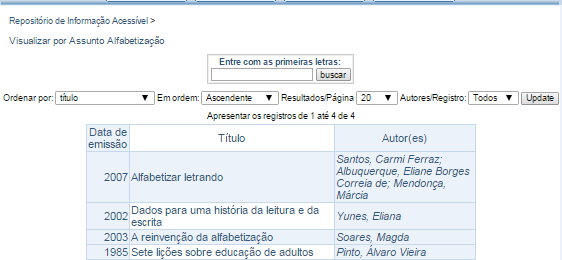 Repositório de Informação Acessível >
Visualizar por Assunto Alfabetização
Entre com as primeiras letras:
buscar
Ordenar por: título Em ordem: Ascendente Resultados/Página 20 Autores/Registro: Todos Update
Apresentar os registros de 1 até 4 de 4
Data de emissão Título Autor(es)
2007 Alfabetizar letrando Santos, Carmi Ferraz;
Albuquerque, Eliane Borges
Correia de; Mendonça,
Márcia
2002 Dados para uma história da leitura e da
escrita Yunes, Eliana
2003 A reinvenção da alfabetização Soares, Magda
1985 Sete lições sobre educação de adultos Pinto, Álvaro Vieira